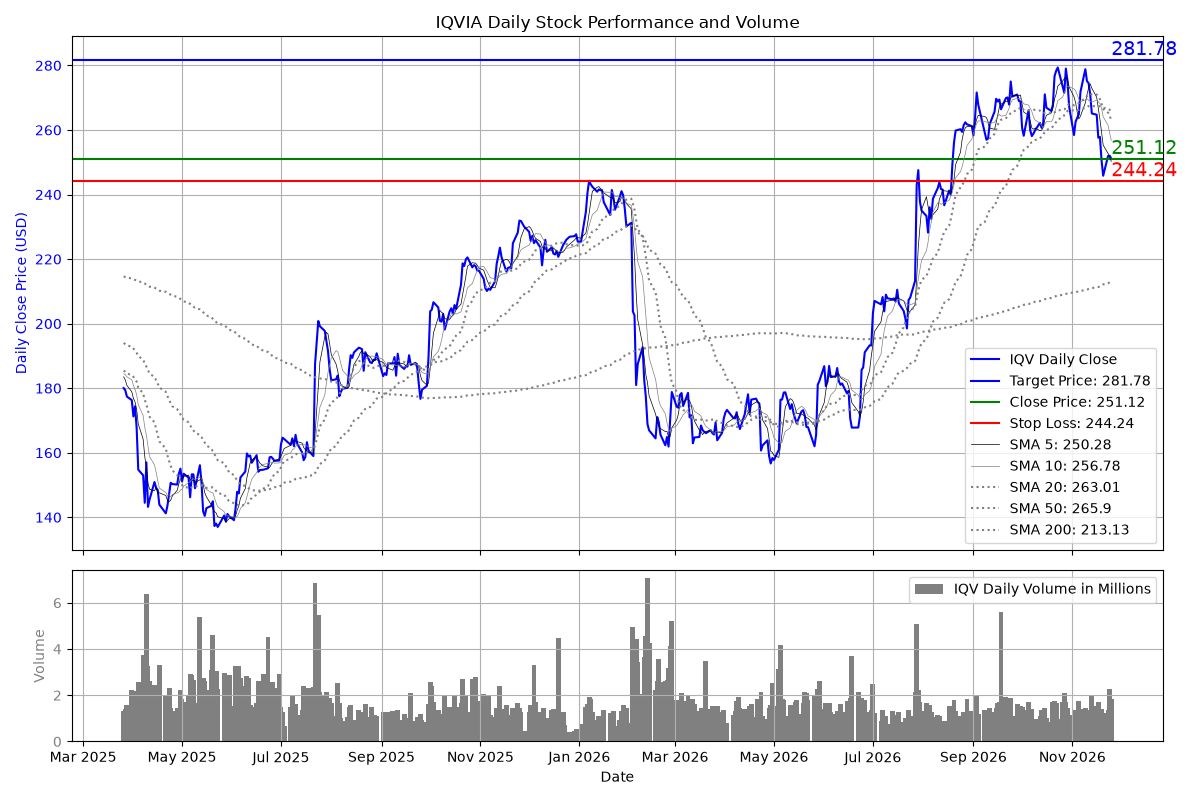 IQVIA Daily Stock Performance and Volume
281.78
280
260
251.12
244.24
240
220
200
180
160
140
Daily Close Price (USD)
IQV Daily Close
Target Price: 281.78
Close Price: 251.12
Stop Loss: 244.24
SMA 5: 250.28
SMA 10: 256.78
SMA 20: 263.01
SMA 50: 265.9
SMA 200: 213.13
IQV Daily Volume in Millions
6
4
2
0
Volume
Mar 2025 May 2025 Jul 2025 Sep 2025 Nov 2025 Jan 2026 Mar 2026 May 2026 Jul 2026 Sep 2026 Nov 2026
Date